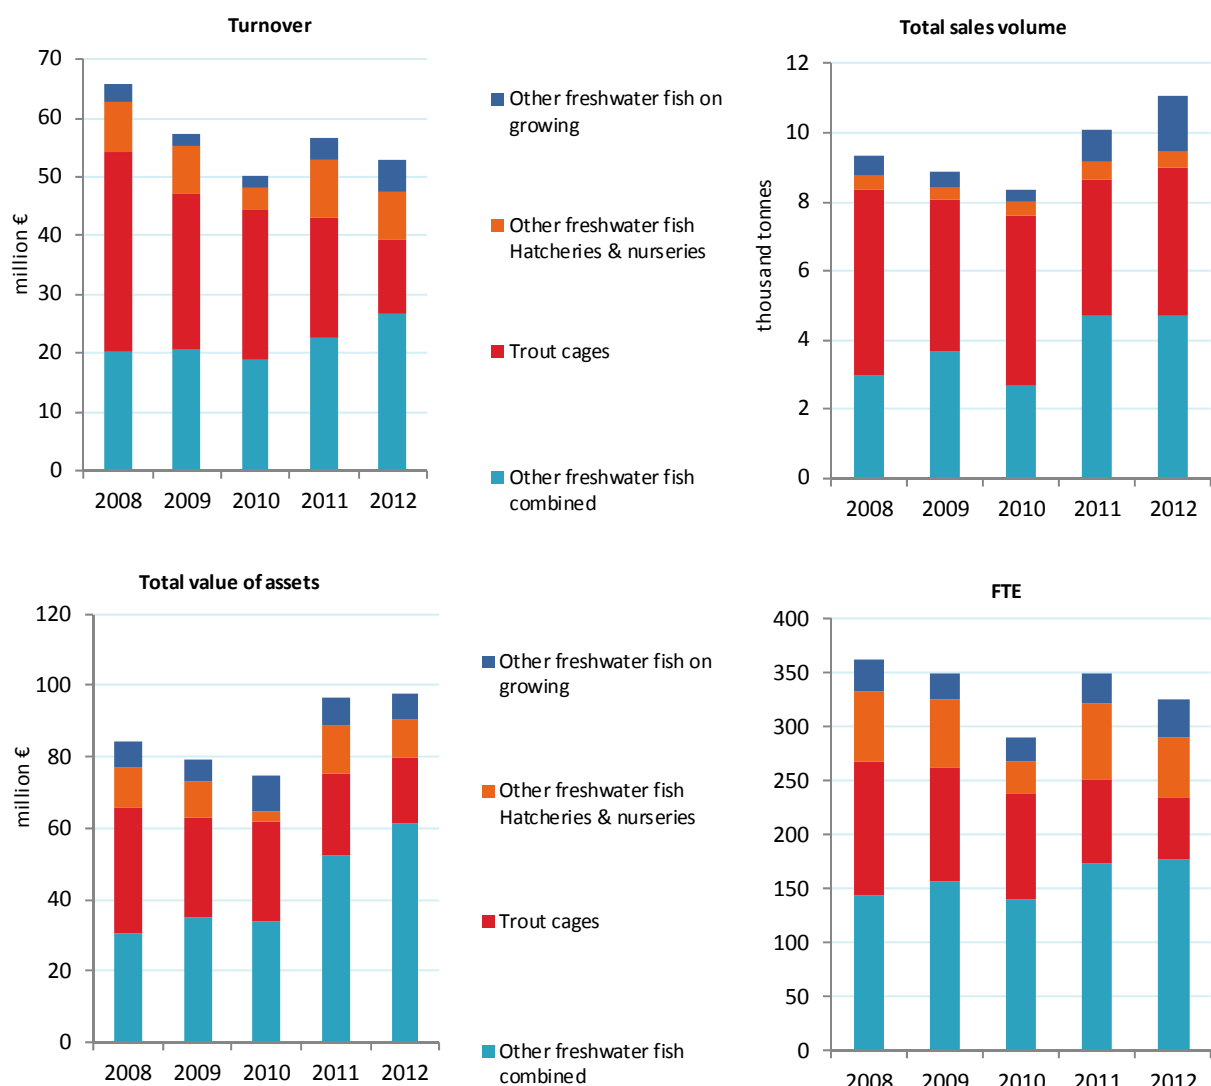 Turnover
70
60
50
40
30
20
10
0
million €
2008 2009 2010 2011 2012
Other freshwater fish on
growing
Other freshwater fish
Hatcheries & nurseries
Trout cages
Other freshwater fish
combined
Total sales volume
12
10
8
6
4
2
0
thousand tonnes
2008 2009 2010 2011 2012
Total value of assets
120
100
80
60
40
20
0
million €
2008 2009 2010 2011 2012
Other freshwater fish on
growing
Other freshwater fish
Hatcheries & nurseries
Trout cages
Other freshwater fish
combined
FTE
400
350
300
250
200
150
100
50
0
2008 2009 2010 2011 2012